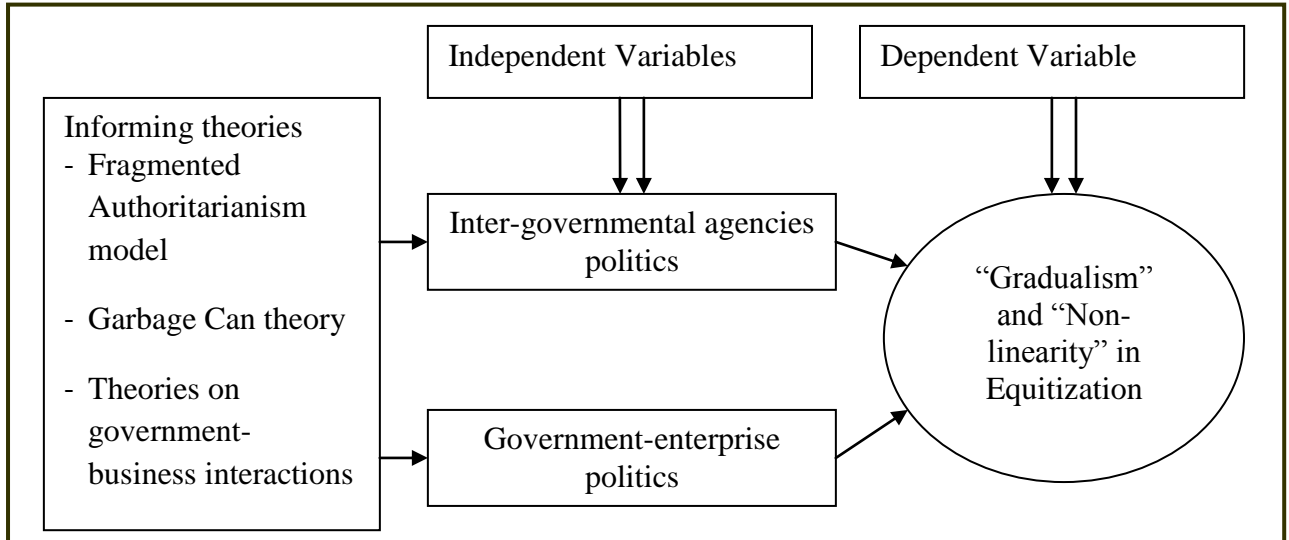 Independent Variables
Dependent Variable
Informing theories
- Fragmented
Authoritarianism
model
- Garbage Can theory
- Theories on
government-
business interactions
Inter-governmental agencies
politics
Government-enterprise
politics
“Gradualism”
and “Non-
linearity” in
Equitization